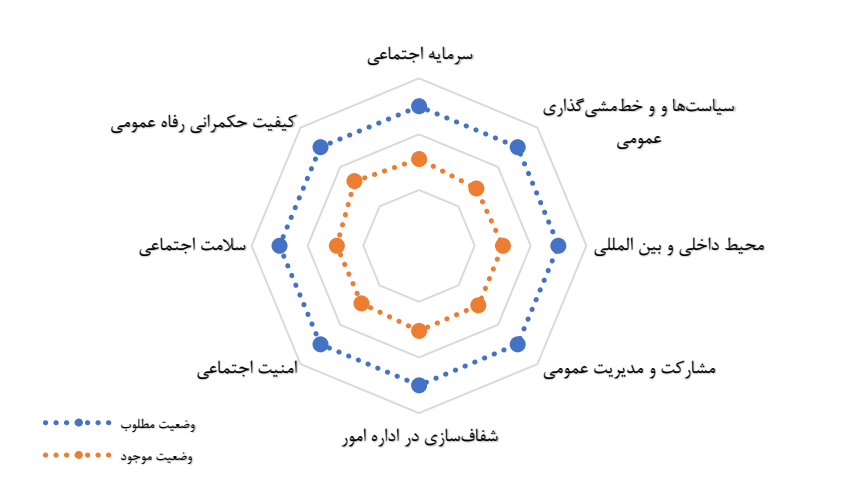 سرمایه اجتماعی
سیاست‌ها و و خط‌مشی‌گذاری
عمومی
کیفیت حکمرانی رفاه عمومی
محیط داخلی و بین المللی
سلامت اجتماعی
مشارکت و مدیریت عمومی
امنیت اجتماعی
شفاف‌سازی در اداره امور
وضعیت مطلوب
وضعیت موجود